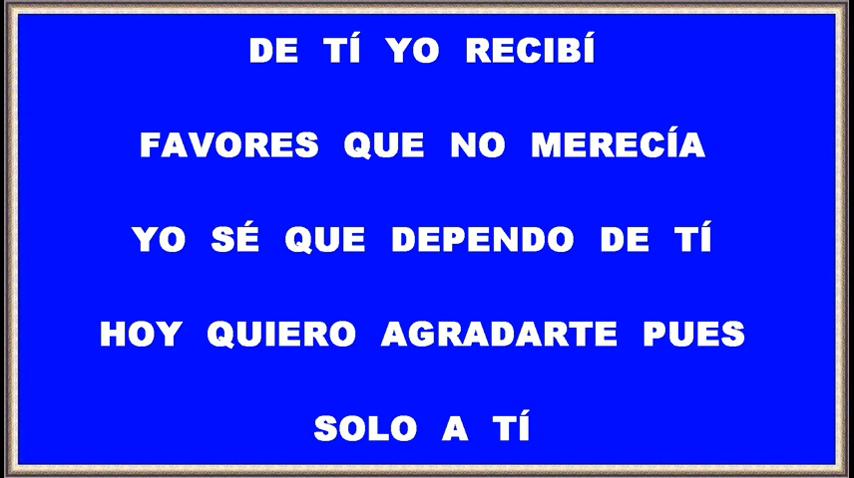 DE TÍ YO RECIBÍ
FAVORES QUE NO MERECÍA
YO SÉ QUE DEPENDO DE TÍ
HOY QUIERO AGRADARTE PUES
SOLO A TÍ